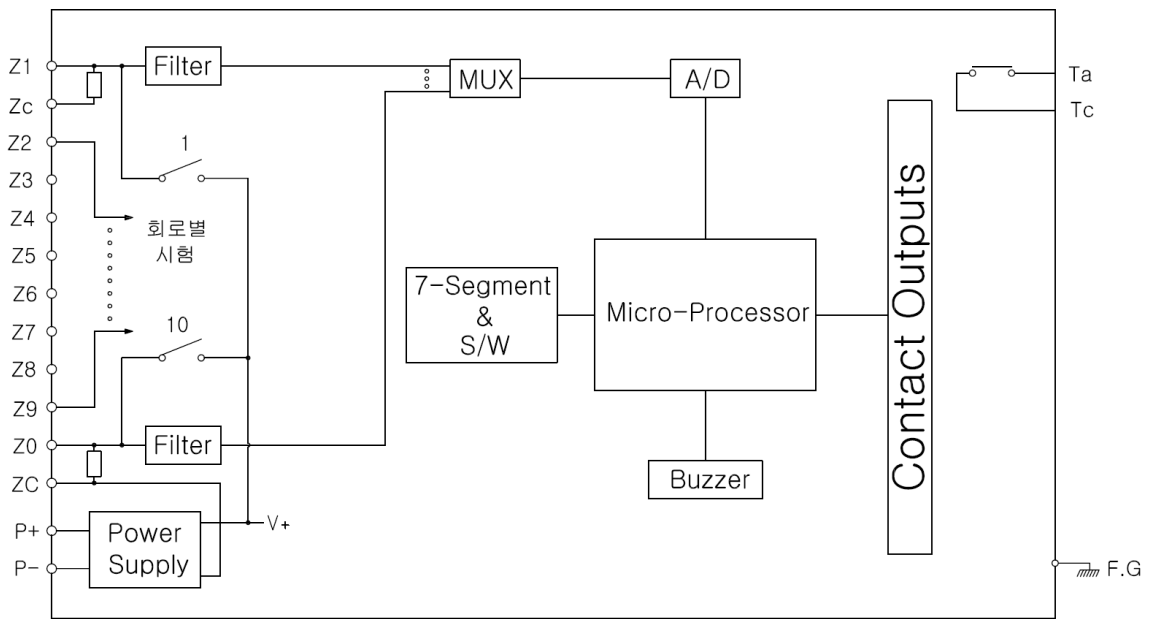 Z1
Zc
Z2
Z3
Z4
Z5
Z6
Z7
Z8
Z9
Z0
ZC
P+
P-
Filter
1
회로별
시험
10
Filter
Power
Supply
V+
MUX
A/D
7-Segment
&
S/W
Micro-Processor
Buzzer
Contact Outputs
Ta
Tc
F.G